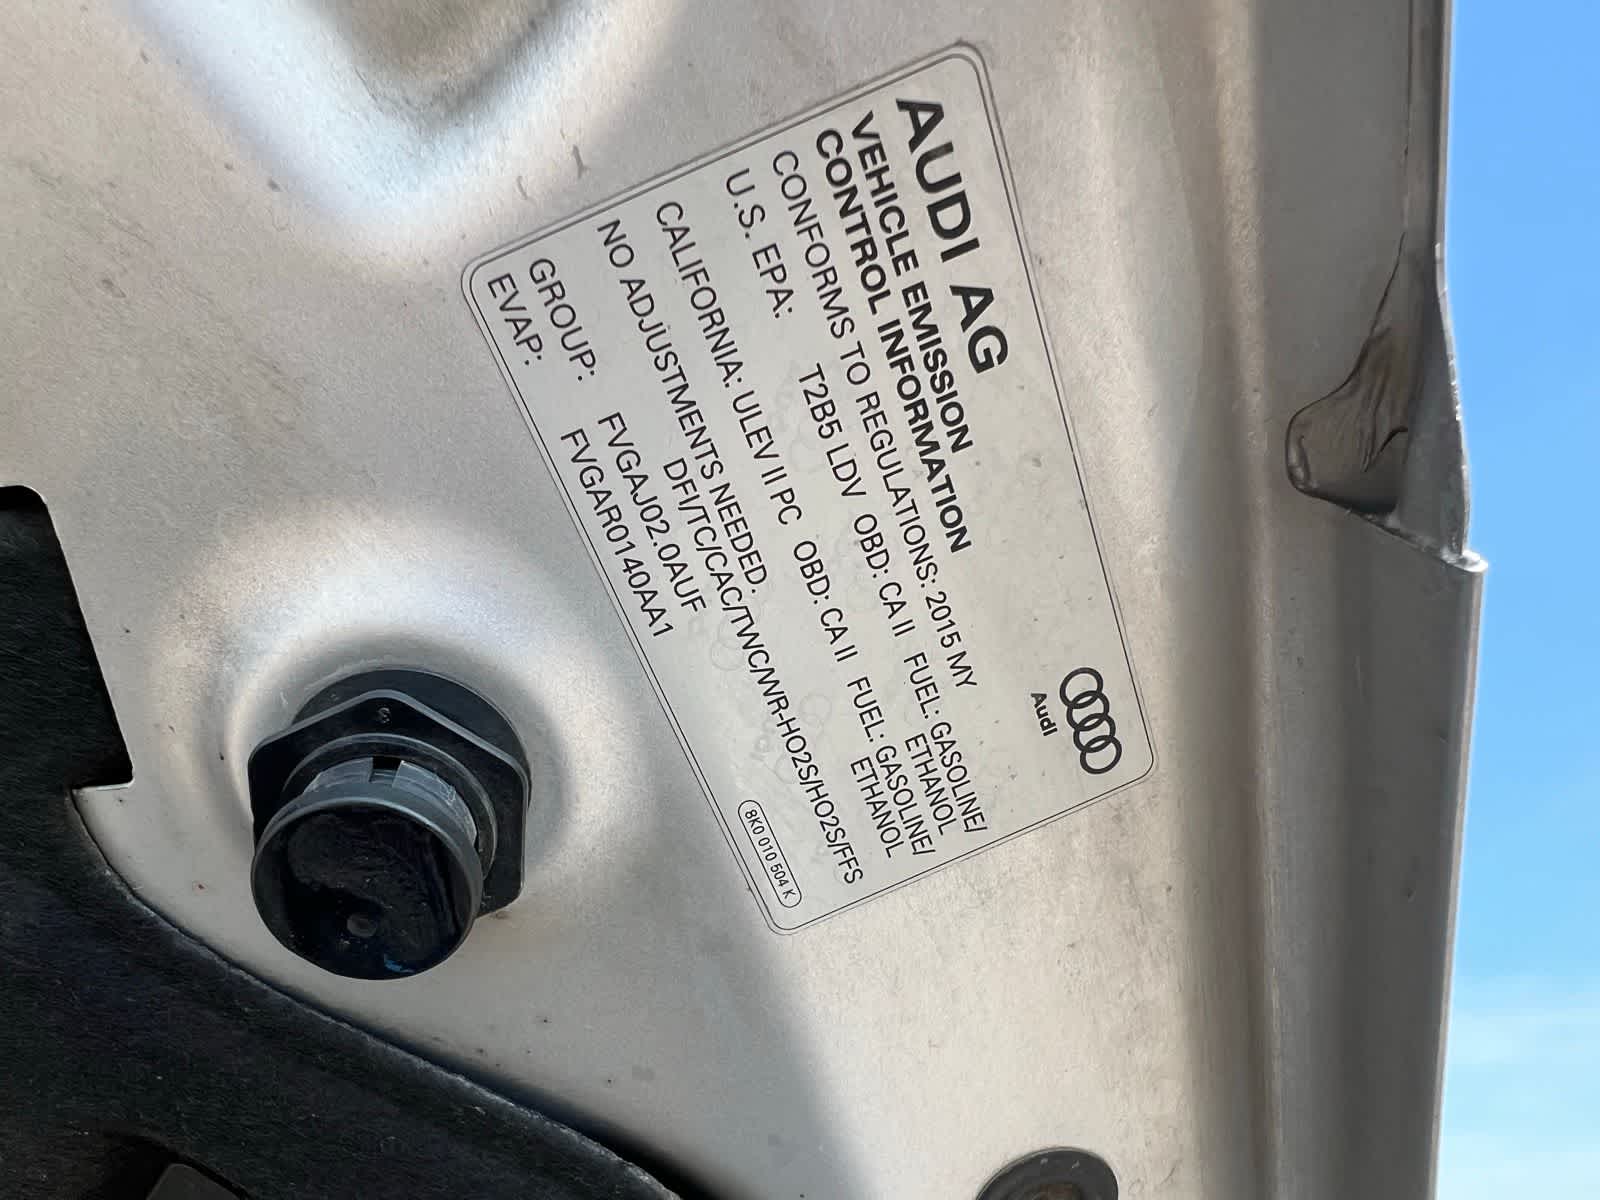 AUDI AG
VEHICLE EMISSION
CONTROL INFORMATION
Audi
CONFORMS TO REGULATIONS: 2015 MY
U.S. EPA: T2B5 LDV OBD: CA II FUEL: GASOLINE/
ETHANOL
CALIFORNIA: ULEV II PC OBD: CA II FUEL: GASOLINE/
ETHANOL
NO ADJUSTMENTS NEEDED.
DFI/TC/CAC/TWC/WR-HO2S/HO2S/FFS
GROUP: FVGAJ02.0AUF
EVAP: FVGAR0140AA1
8K0 010 504 K